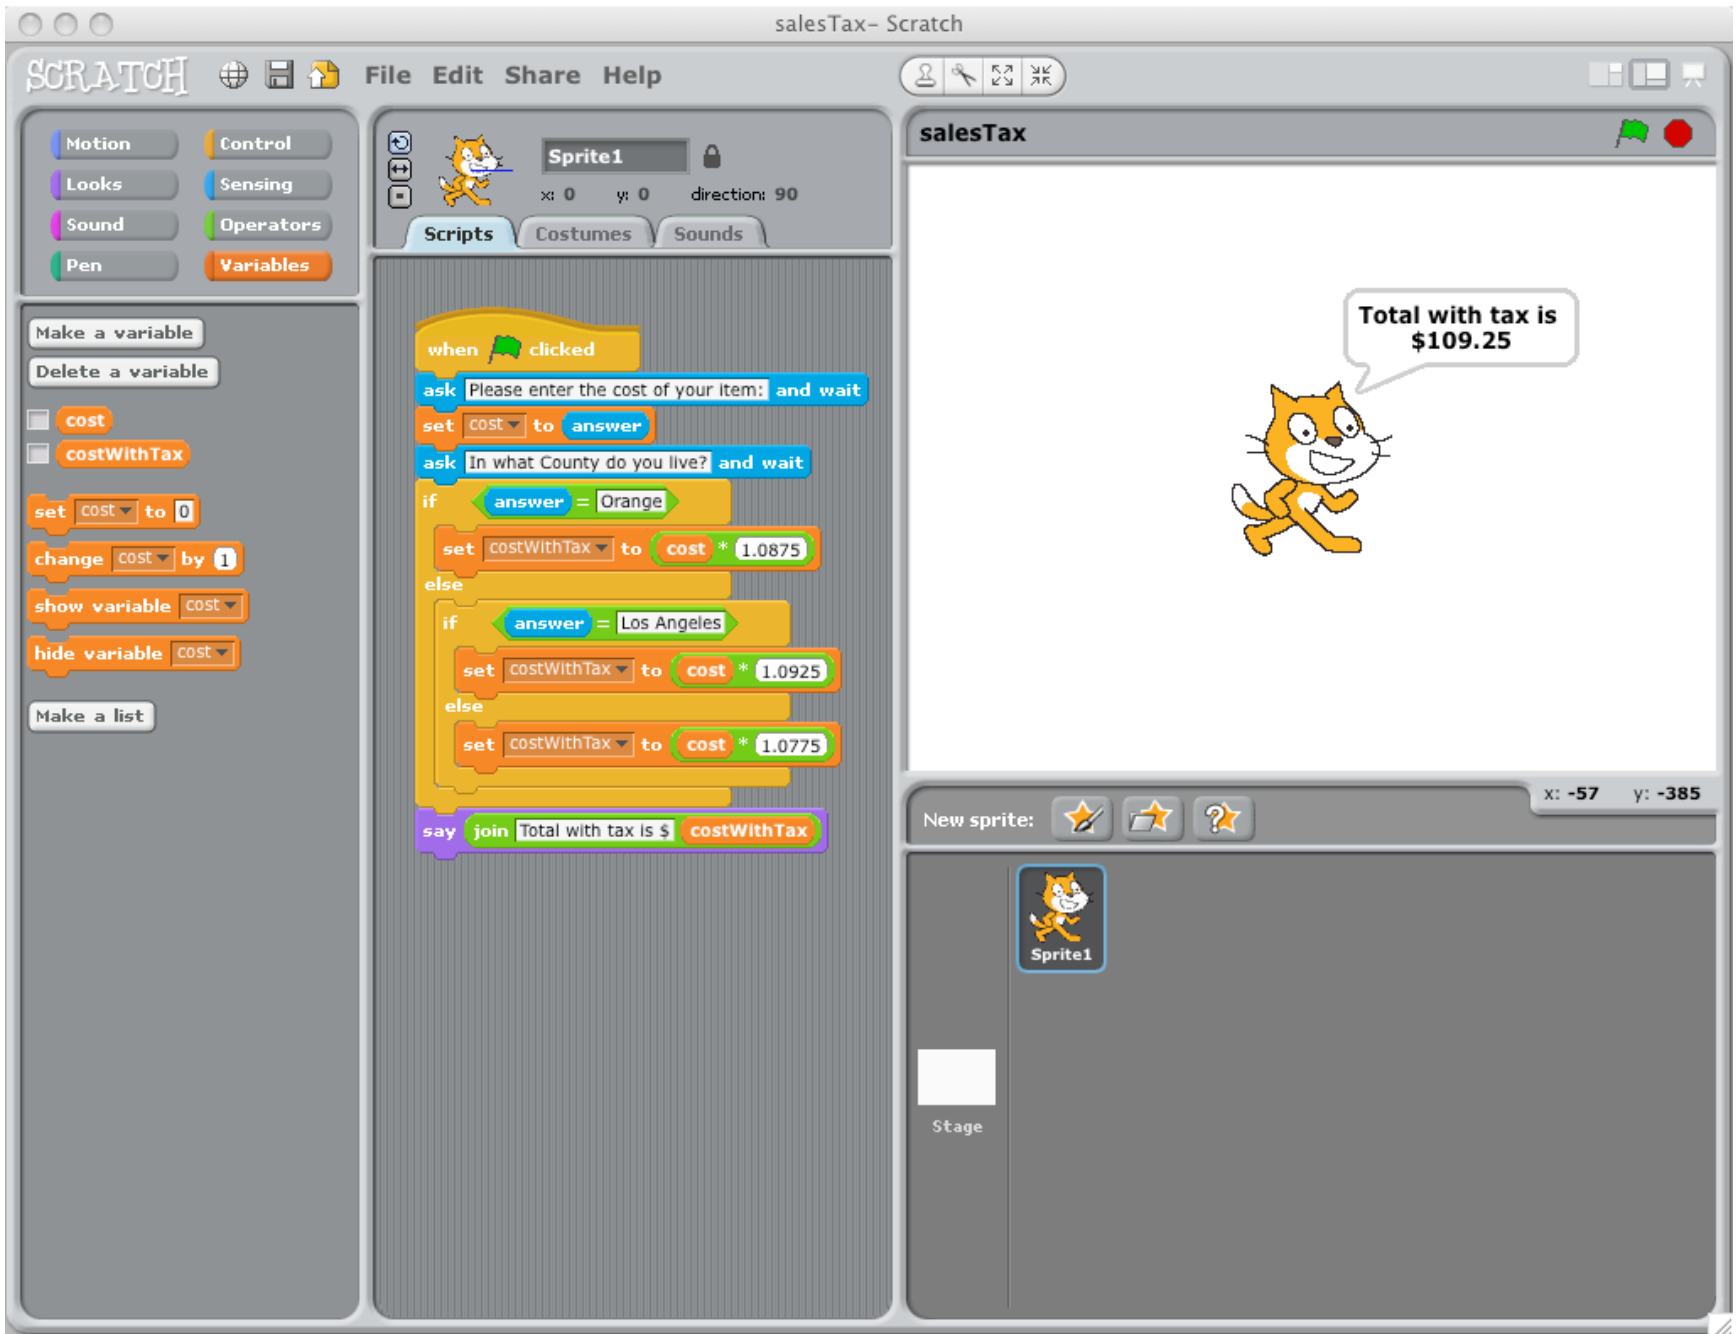 salesTax- Scratch
SCRATCH File Edit Share Help
Motion Control
Looks Sensing
Sound Operators
Pen Variables
Make a variable
Delete a variable
cost
costWithTax
set cost to 0
change cost by 1
show variable cost
hide variable cost
Make a list
Sprite1
x: 0 y: 0 direction: 90
Scripts Costumes Sounds
when clicked
ask Please enter the cost of your item: and wait
set cost to answer
ask In what County do you live? and wait
if answer = Orange
set costWithTax to cost * 1.0875
else
if answer = Los Angeles
set costWithTax to cost * 1.0925
else
set costWithTax to cost * 1.0775
say join Total with tax is $ costWithTax
salesTax
Total with tax is
$109.25
x: -57 y: -385
New sprite:
Sprite1
Stage